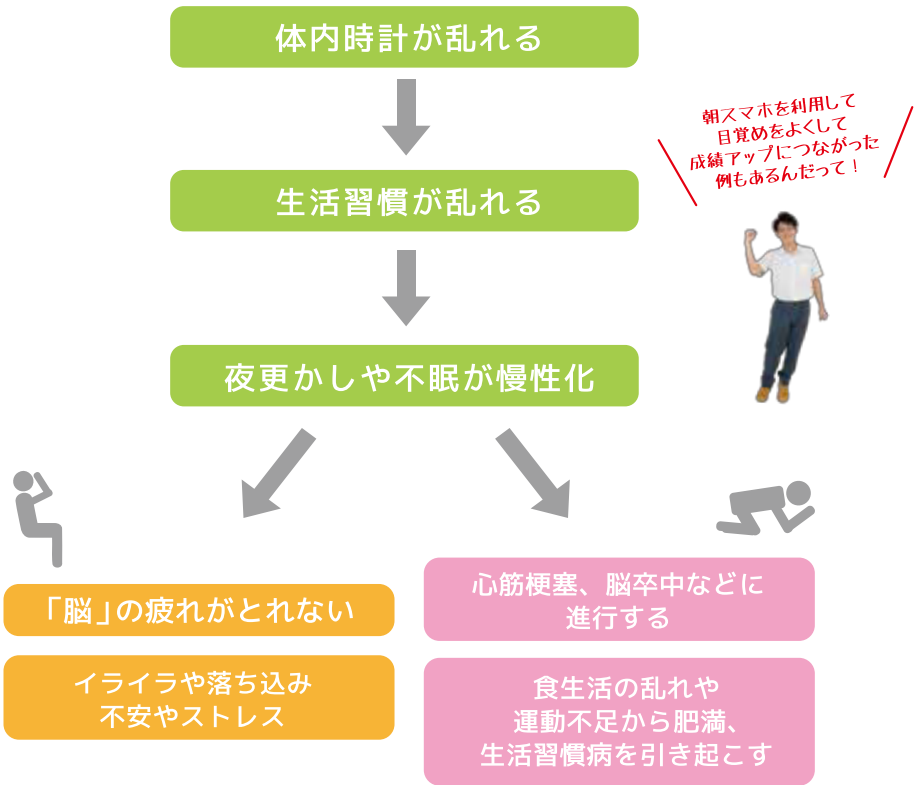 体内時計が乱れる
朝スマホを利用して
目覚めをよくして
成績アップにつながった
例もあるんだって！
生活習慣が乱れる
夜更かしや不眠が慢性化
「脳」の疲れがとれない
イライラや落ち込み
不安やストレス
心筋梗塞、脳卒中などに
進行する
食生活の乱れや
運動不足から肥満、
生活習慣病を引き起こす